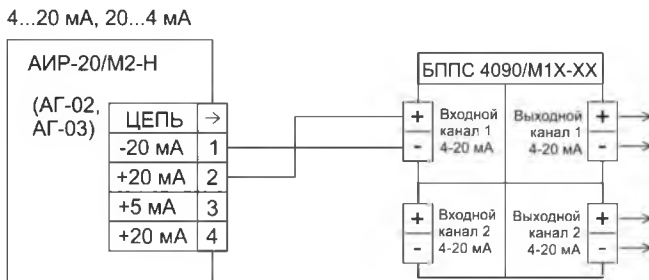 4...20 мА, 20...4 мА
АИР-20/М2-Н
(АГ-02,
АГ-03)
ЦЕПЬ →
-20 мА 1
+20 мА 2
+5 мА 3
+20 мА 4
БППС 4090/М1Х-ХХ
+ Входной Выходной +
канал 1 канал 1
- 4-20 мА 4-20 мА -
+ Входной Выходной +
канал 2 канал 2
- 4-20 мА 4-20 мА -